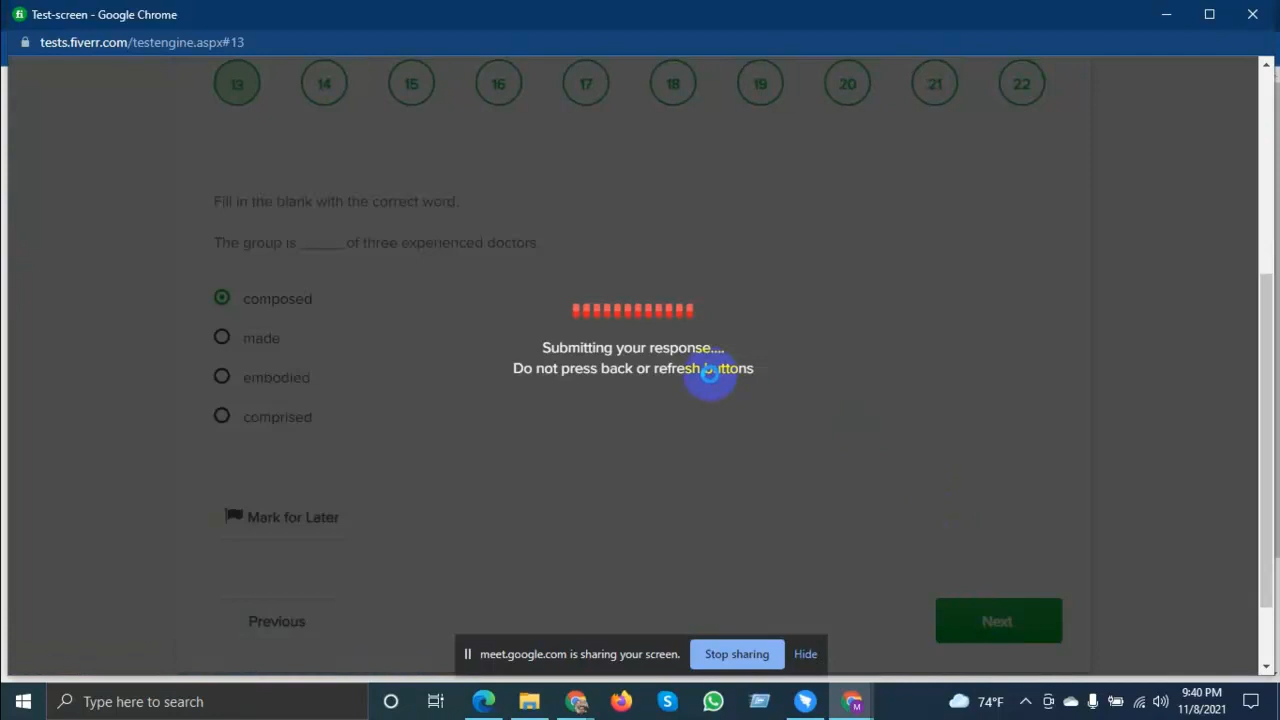 Test-screen - Google Chrome
tests.fiverr.com/testengine.aspx#13
13 14 15 16 17 18 19 20 21 22
Fill in the blank with the correct word.
The group is ______ of three experienced doctors.
composed
made
embodied
comprised
Submitting your response....
Do not press back or refresh buttons
Mark for Later
Previous
Next
meet.google.com is sharing your screen.
Stop sharing
Hide
Type here to search
74°F
9:40 PM
11/8/2021